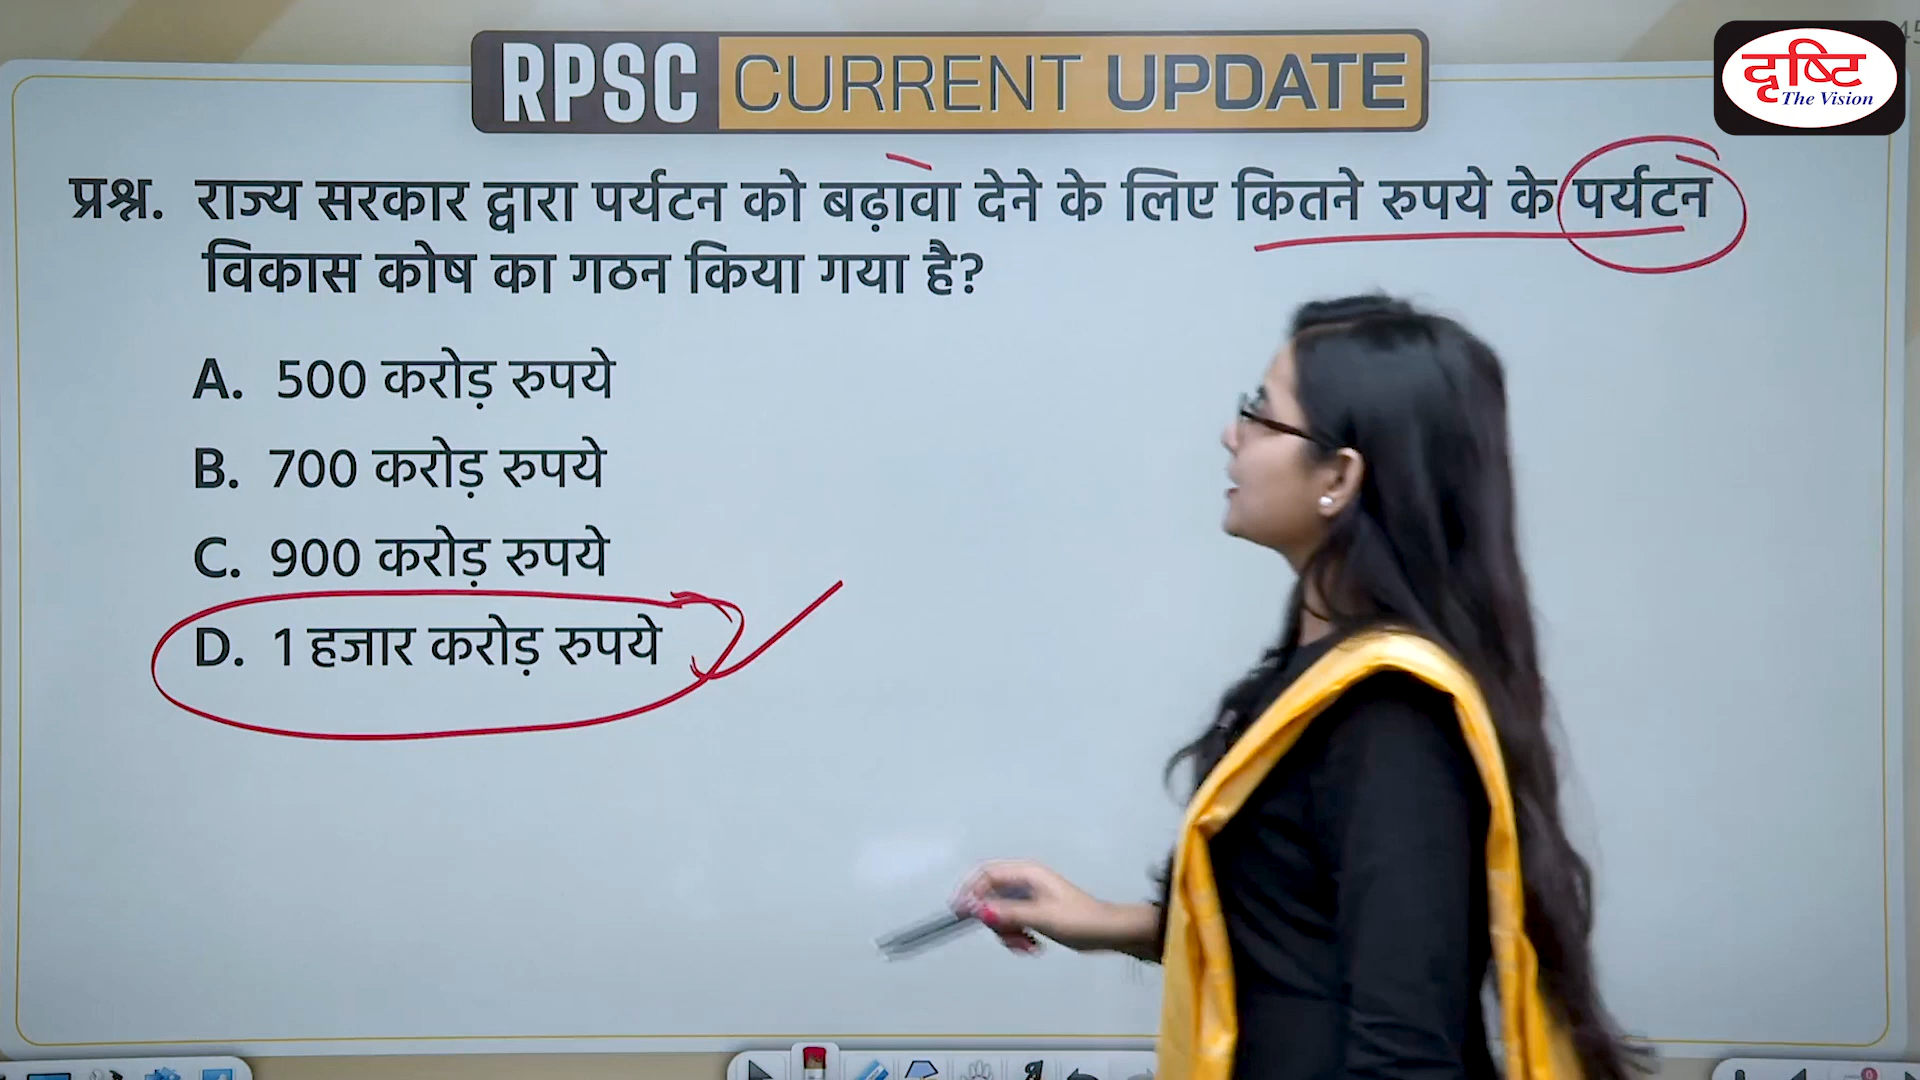 RPSC CURRENT UPDATE
दृष्टि
The Vision
प्रश्न. राज्य सरकार द्वारा पर्यटन को बढ़ावा देने के लिए कितने रुपये के पर्यटन
विकास कोष का गठन किया गया है?
A. 500 करोड़ रुपये
B. 700 करोड़ रुपये
C. 900 करोड़ रुपये
D. 1 हजार करोड़ रुपये